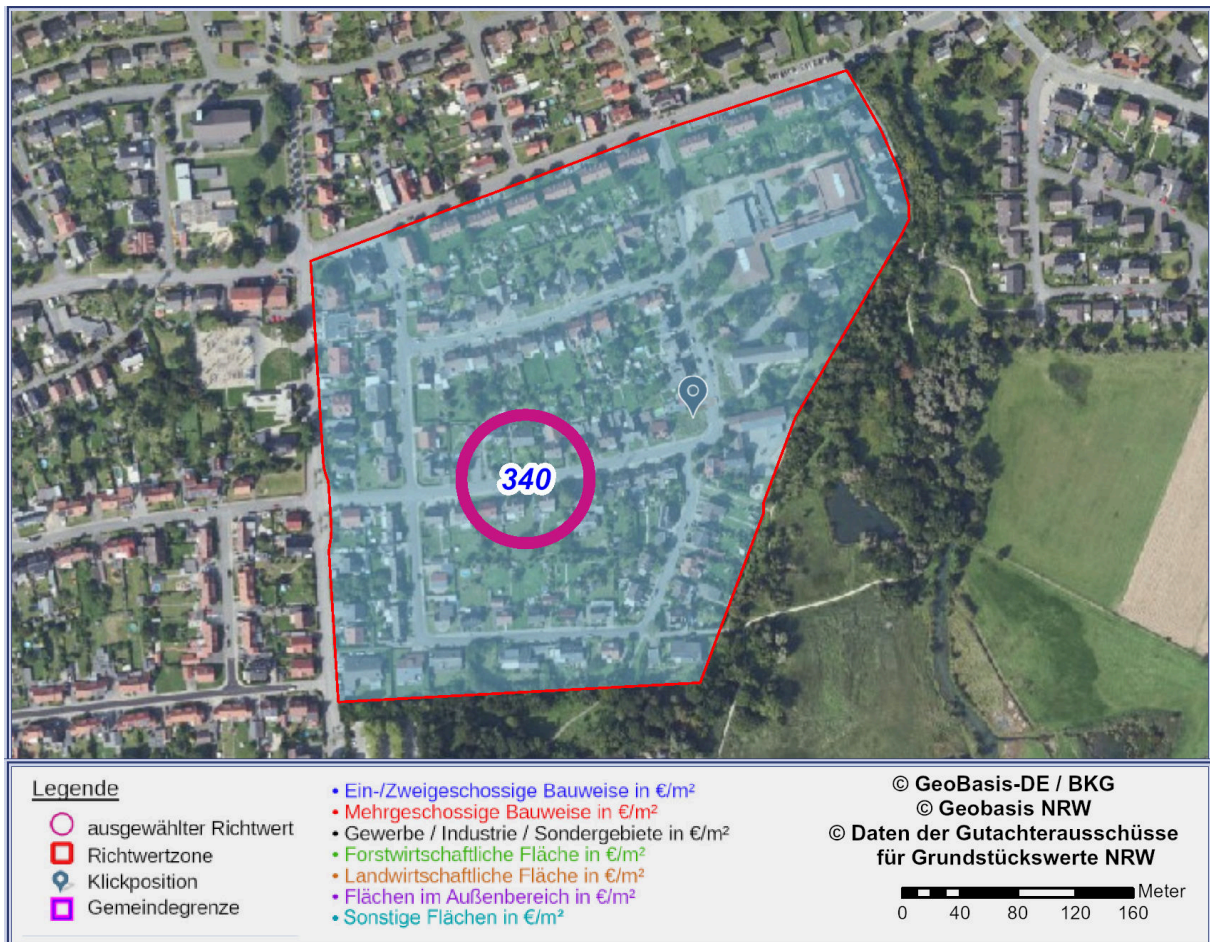 340
Legende
ausgewählter Richtwert
Richtwertzone
Klickposition
Gemeindegrenze
• Ein-/Zweigeschossige Bauweise in €/m²
• Mehrgeschossige Bauweise in €/m²
• Gewerbe / Industrie / Sondergebiete in €/m²
• Forstwirtschaftliche Fläche in €/m²
• Landwirtschaftliche Fläche in €/m²
• Flächen im Außenbereich in €/m²
• Sonstige Flächen in €/m²
© GeoBasis-DE / BKG
© Geobasis NRW
© Daten der Gutachterausschüsse
für Grundstückswerte NRW
Meter
0 40 80 120 160